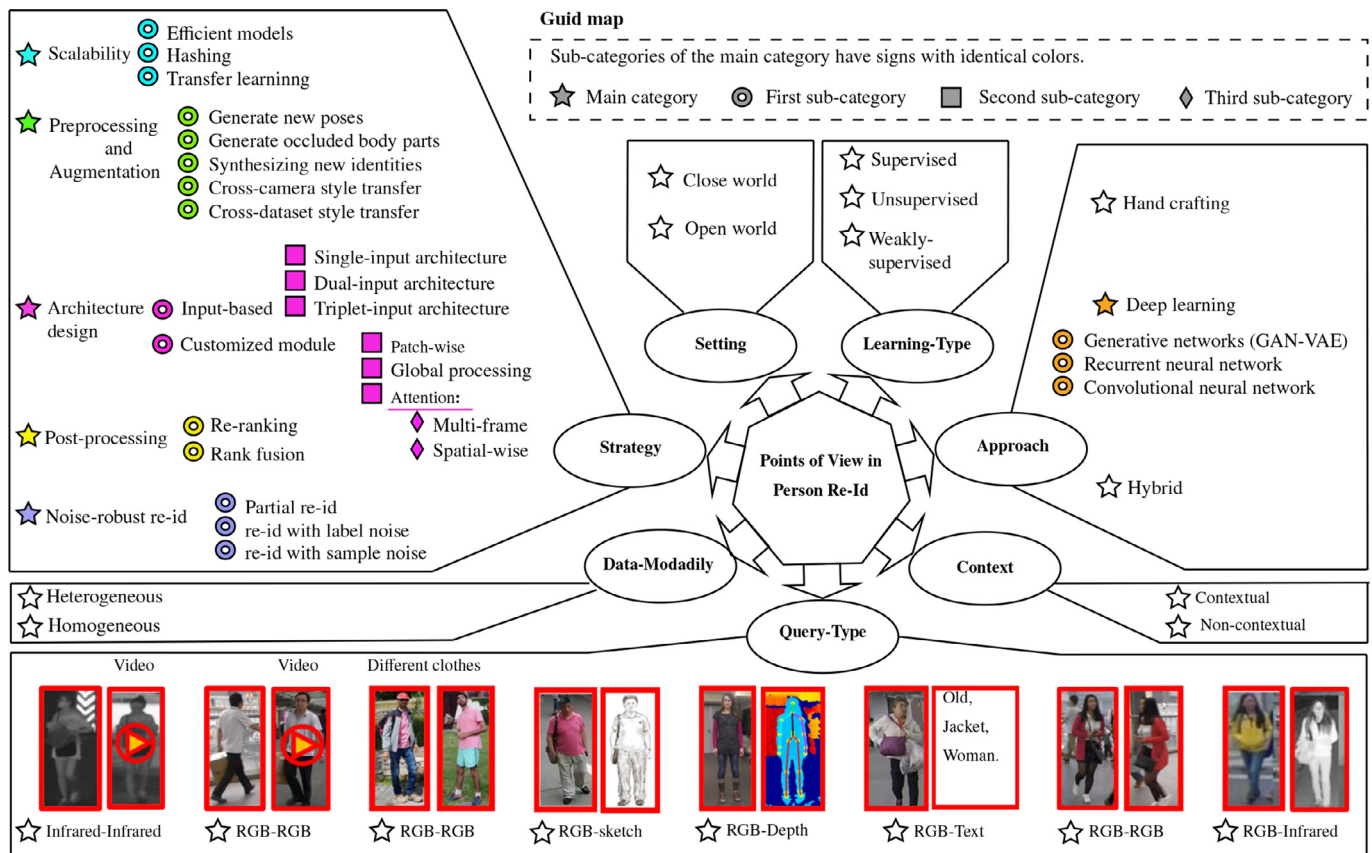 Guid map
Sub-categories of the main category have signs with identical colors.
Main category
First sub-category
Second sub-category
Third sub-category
Scalability
Efficient models
Hashing
Transfer learninng
Preprocessing
and
Augmentation
Generate new poses
Generate occluded body parts
Synthesizing new identities
Cross-camera style transfer
Cross-dataset style transfer
Architecture
design
Input-based
Single-input architecture
Dual-input architecture
Triplet-input architecture
Customized module
Patch-wise
Global processing
Attention:
Multi-frame
Spatial-wise
Post-processing
Re-ranking
Rank fusion
Noise-robust re-id
Partial re-id
re-id with label noise
re-id with sample noise
Strategy
Close world
Open world
Setting
Supervised
Unsupervised
Weakly-
supervised
Learning-Type
Hand crafting
Deep learning
Generative networks (GAN-VAE)
Recurrent neural network
Convolutional neural network
Hybrid
Approach
Points of View in
Person Re-Id
Data-Modadily
Heterogeneous
Homogeneous
Context
Contextual
Non-contextual
Query-Type
Video
Video
Different clothes
Old,
Jacket,
Woman.
Infrared-Infrared
RGB-RGB
RGB-RGB
RGB-sketch
RGB-Depth
RGB-Text
RGB-RGB
RGB-Infrared